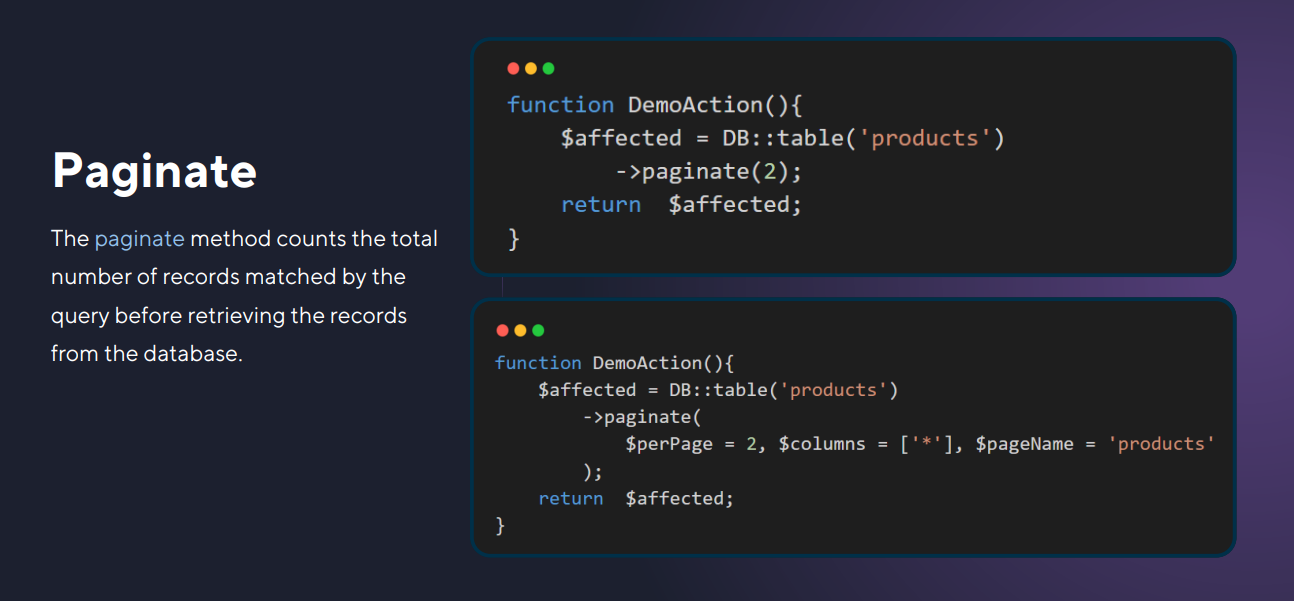 Paginate
The paginate method counts the total
number of records matched by the
query before retrieving the records
from the database.
function DemoAction(){
    $affected = DB::table('products')
        ->paginate(2);
    return  $affected;
}
function DemoAction(){
    $affected = DB::table('products')
        ->paginate(
            $perPage = 2, $columns = ['*'], $pageName = 'products'
        );
    return  $affected;
}